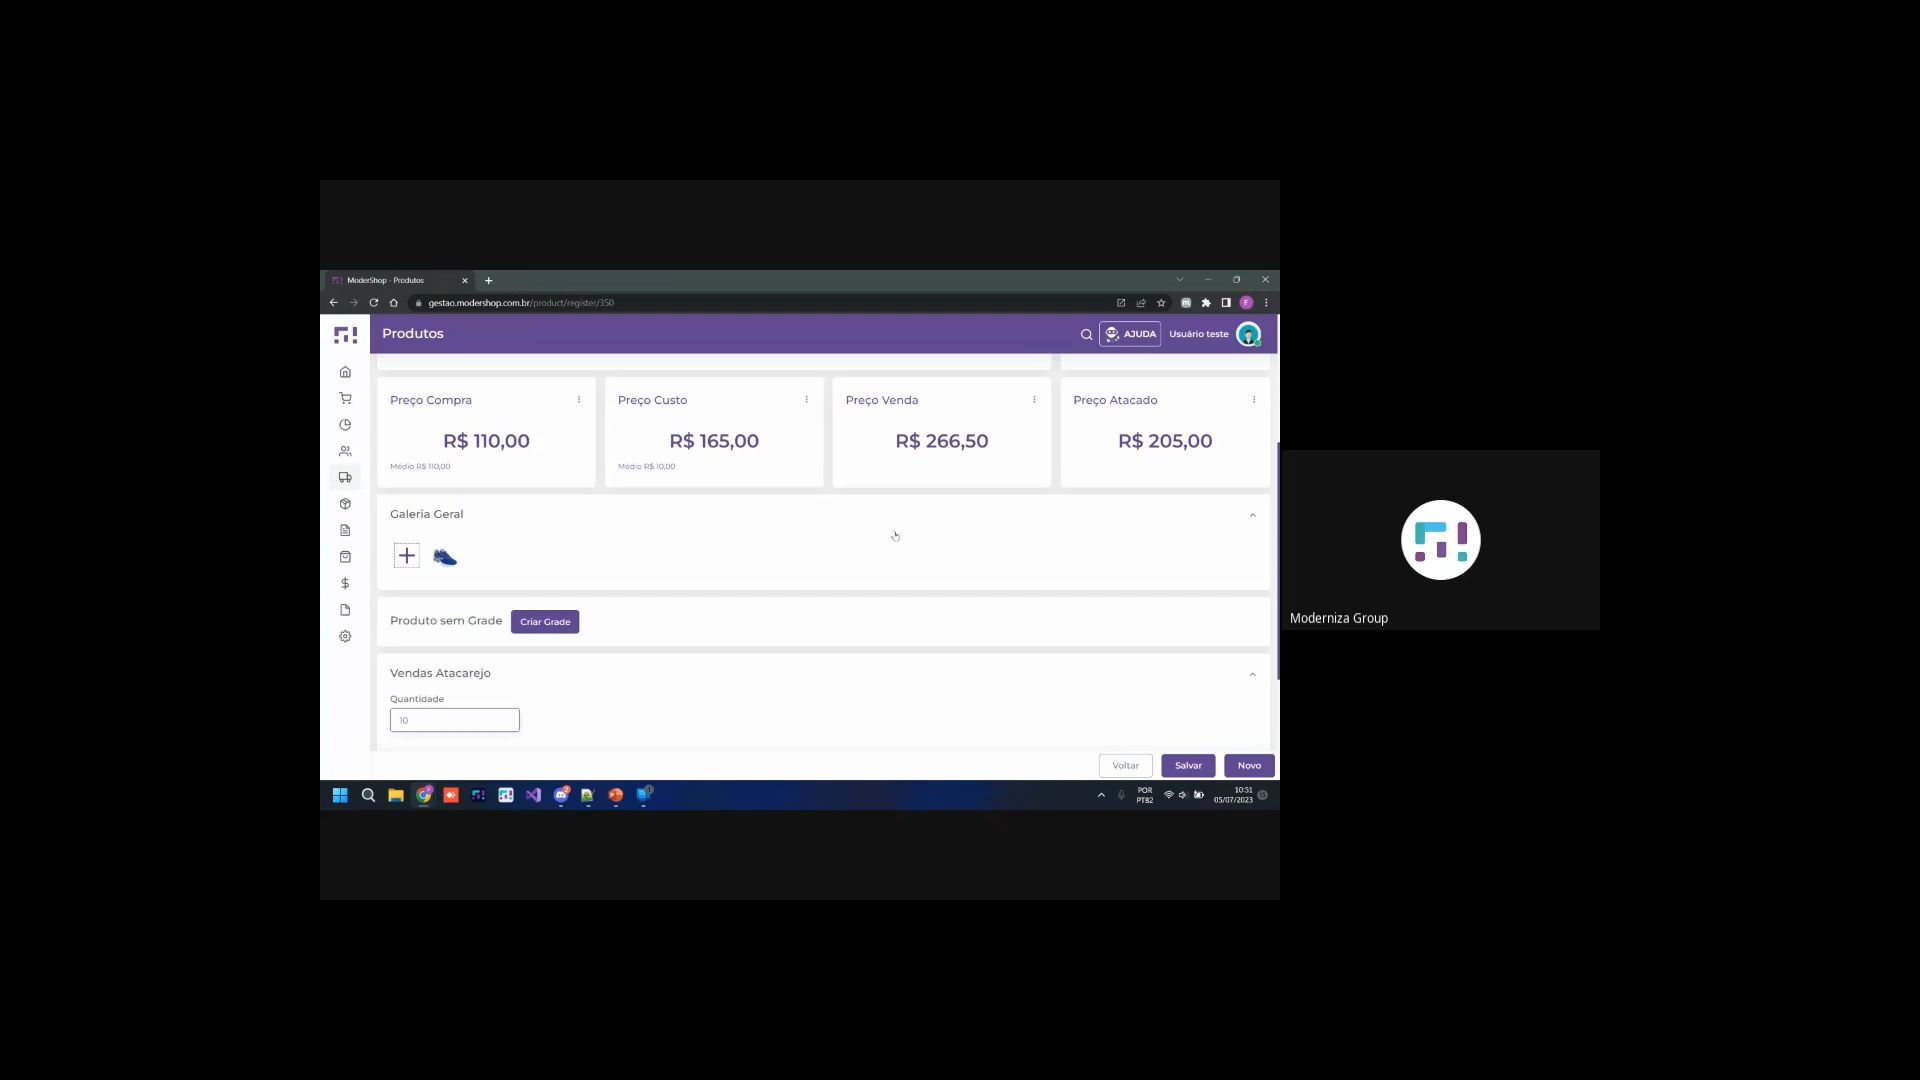 ModerShop - Produtos
gestao.modershop.com.br/product/register/350
Produtos
AJUDA
Usuário teste
Preço Compra
R$ 110,00
Médio R$ 110,00
Preço Custo
R$ 165,00
Médio R$ 10,00
Preço Venda
R$ 266,50
Preço Atacado
R$ 205,00
Galeria Geral
Produto sem Grade
Criar Grade
Vendas Atacarejo
Quantidade
10
Voltar
Salvar
Novo
POR
PTB2
10:51
05/07/2023
Moderniza Group